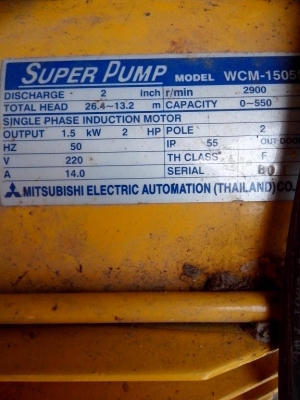 SUPER PUMP MODEL WCM-1505
DISCHARGE 2 inch r/min 2900
TOTAL HEAD 26.4~13.2 m CAPACITY 0~550
SINGLE PHASE INDUCTION MOTOR
OUTPUT 1.5 kW 2 HP POLE 2
HZ 50 IP 55 OUTDOOR
V 220 TH CLASS F
A 14.0 SERIAL
MITSUBISHI ELECTRIC AUTOMATION (THAILAND) CO.